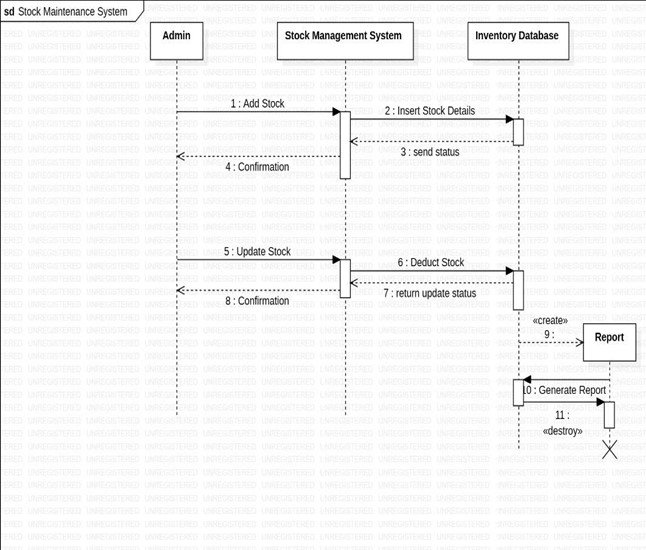 sd Stock Maintenance System
Admin
Stock Management System
Inventory Database
1 : Add Stock
2 : Insert Stock Details
3 : send status
4 : Confirmation
5 : Update Stock
6 : Deduct Stock
7 : return update status
8 : Confirmation
«create»
9 :
Report
10 : Generate Report
11 :
«destroy»
UNREGISTERED